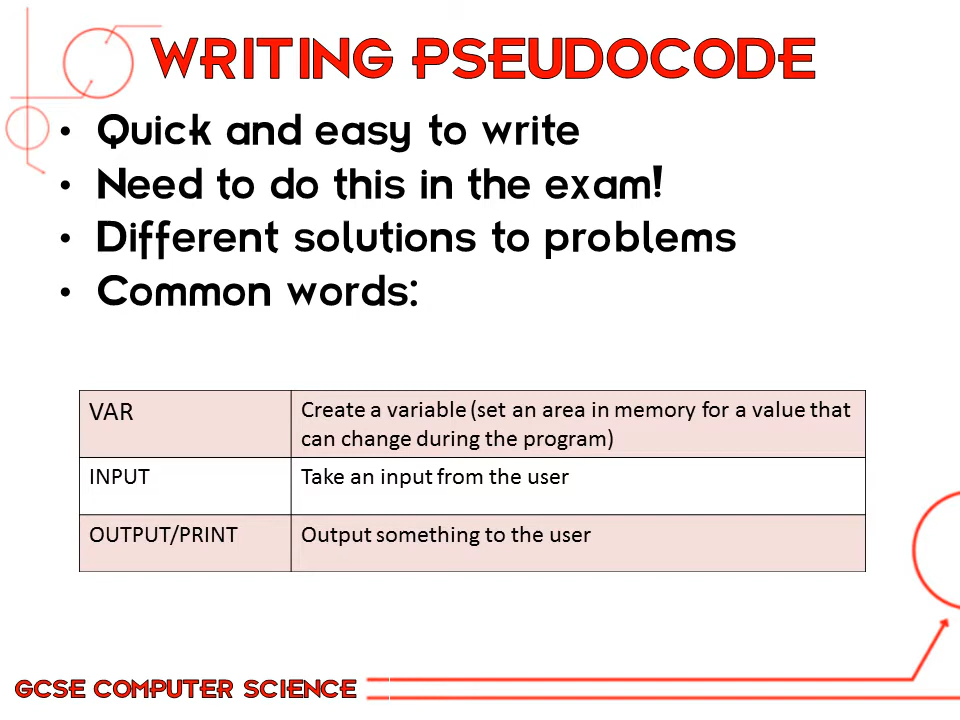 WRITING PSEUDOCODE
• Quick and easy to write
• Need to do this in the exam!
• Different solutions to problems
• Common words:
VAR Create a variable (set an area in memory for a value that
can change during the program)
INPUT Take an input from the user
OUTPUT/PRINT Output something to the user
GCSE COMPUTER SCIENCE